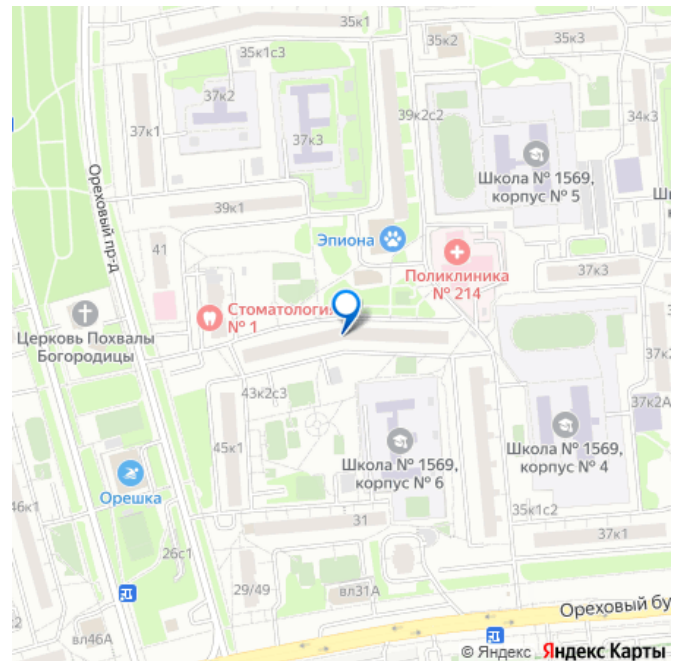 35к1
35к2
35к3
35к1с3
37к2
39к2с2
34к3
37к1
37к3
Школа № 1569,
корпус № 5
Ореховый пр-д
39к1
Эпиона
41
Поликлиника
№ 214
37к3
Стоматология
№ 1
Церковь Похвалы
Богородицы
43к2с3
37к2А
45к1
Школа № 1569,
корпус № 6
Школа № 1569,
корпус № 4
Орешка
35к1с2
31
37к1
26с1
29/49
вл31А
Ореховый бу
вл46А
© Яндекс Яндекс Карты